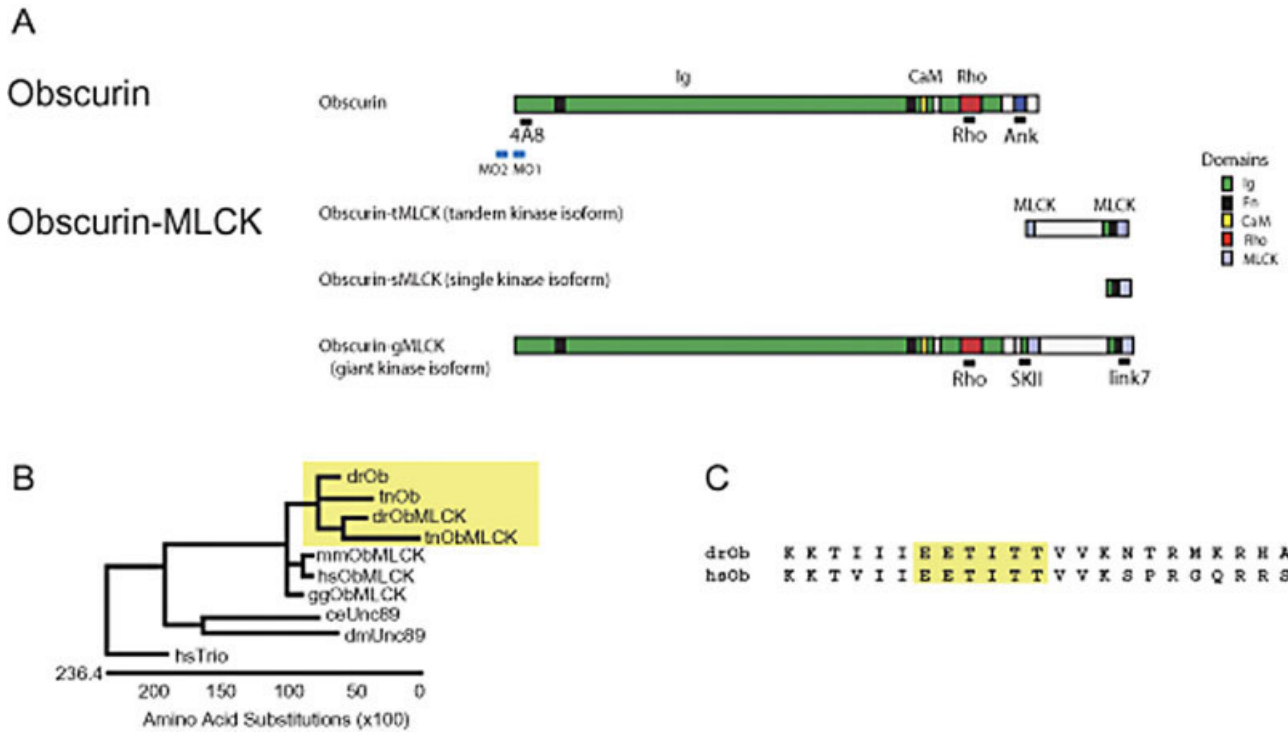 A
Obscurin
Ig CaM Rho
Obscurin
4A8 Rho Ank
MO2 MO1
Domains
Ig
Fn
CaM
Rho
MLCK
Obscurin-MLCK
Obscurin-tMLCK (tandem kinase isoform)
MLCK MLCK
Obscurin-sMLCK (single kinase isoform)
Obscurin-gMLCK
(giant kinase isoform)
Rho SKII link7
B
drOb
tnOb
drObMLCK
tnObMLCK
mmObMLCK
hsObMLCK
ggObMLCK
ceUnc89
dmUnc89
hsTrio
236.4
200 150 100 50 0
Amino Acid Substitutions (x100)
C
drOb K K T I I I E E T I T T V V K N T R M K R H A
hsOb K K T V I I E E T I T T V V K S P R G Q R R S